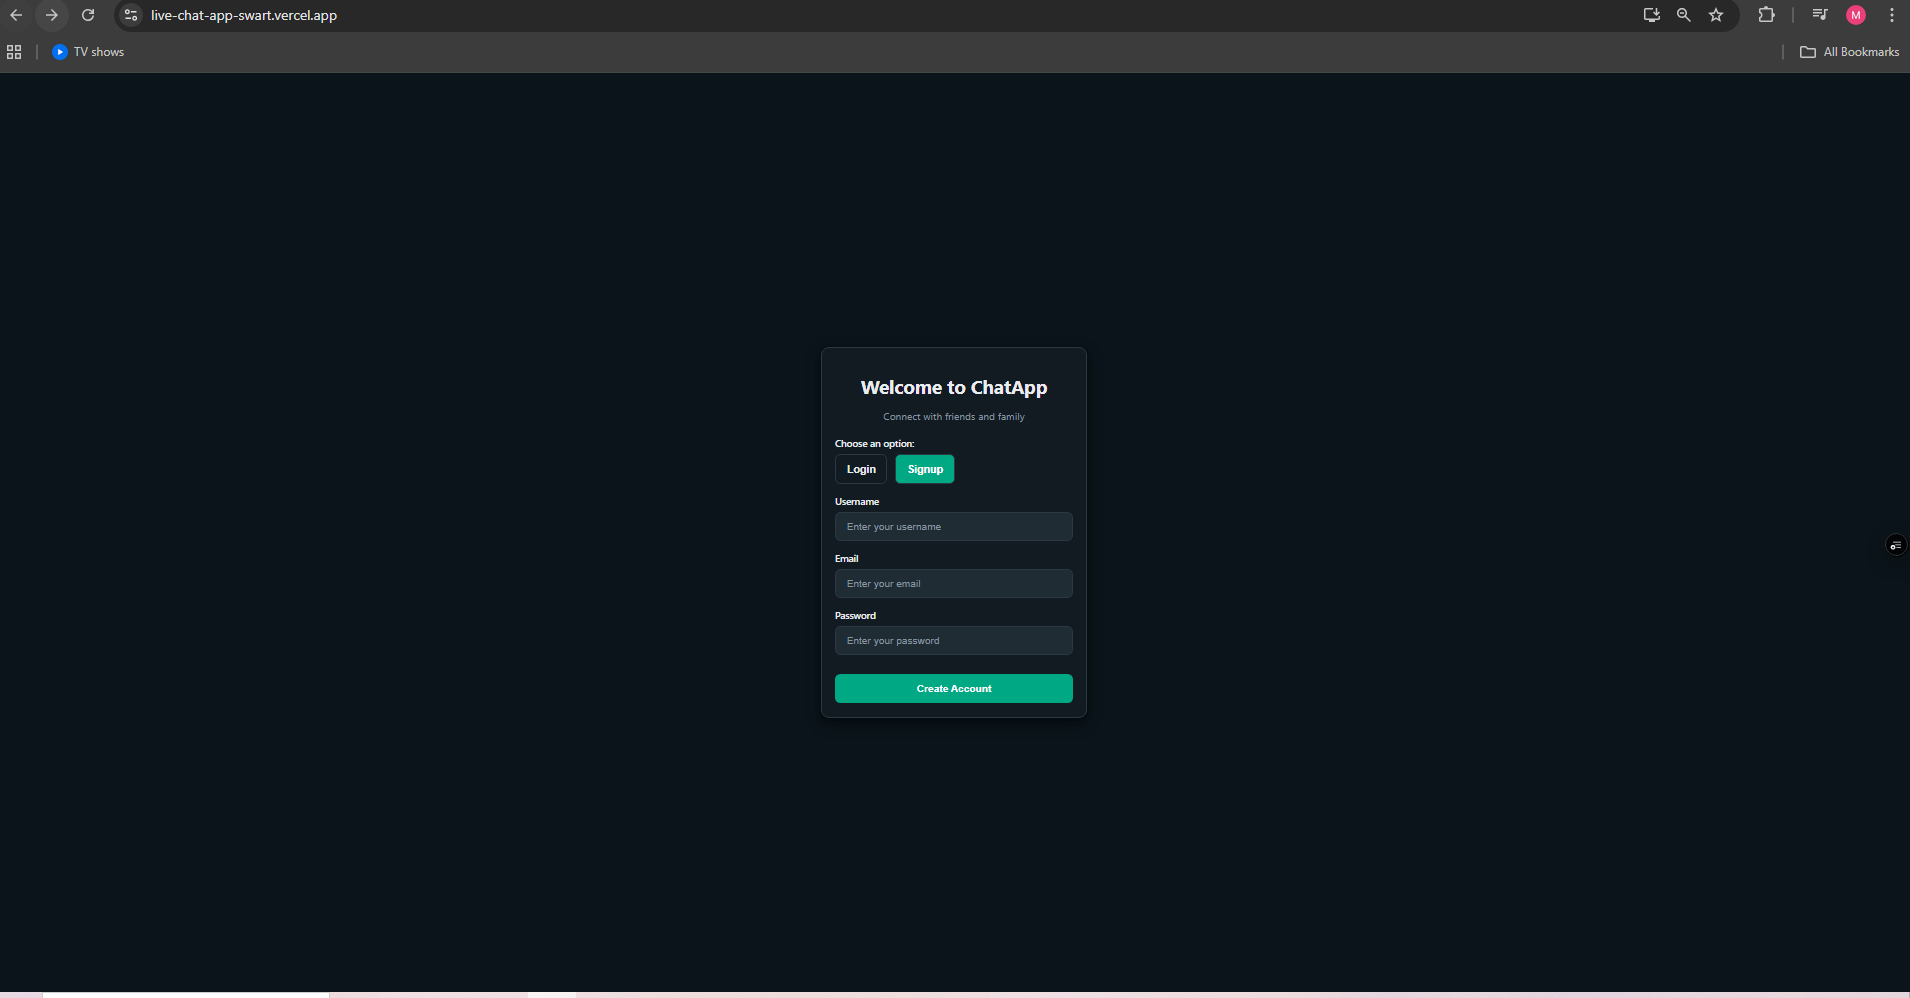 live-chat-app-swart.vercel.app
M
TV shows
All Bookmarks
Welcome to ChatApp
Connect with friends and family
Choose an option:
Login
Signup
Username
Enter your username
Email
Enter your email
Password
Enter your password
Create Account